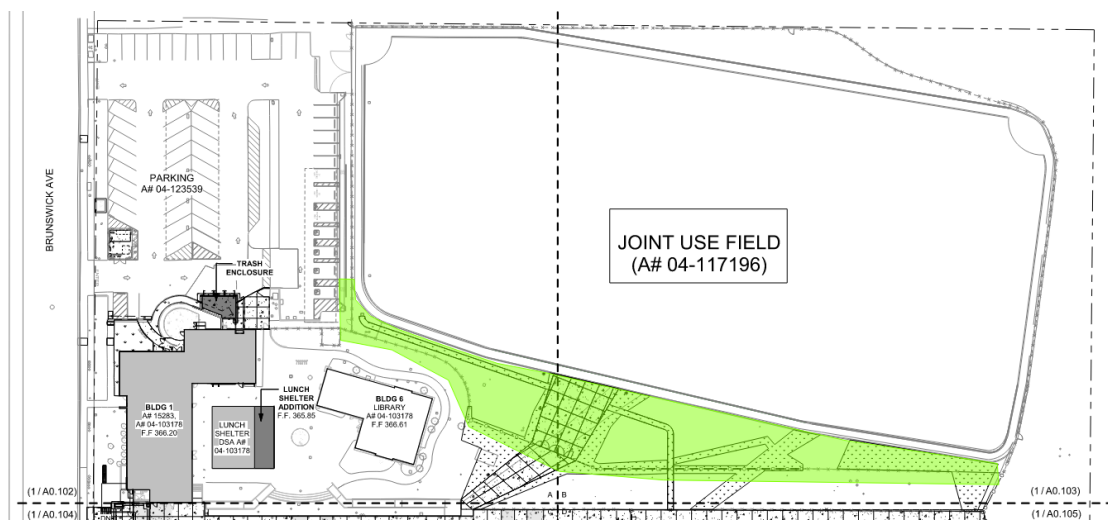 BRUNSWICK AVE
PARKING
A# 04-123539
TRASH
ENCLOSURE
JOINT USE FIELD
(A# 04-117196)
BLDG 1
A# 15283,
A# 04-103178
F.F 366.20
LUNCH
SHELTER
ADDITION
F.F. 365.85
LUNCH
SHELTER
DSA A#
04-103178
BLDG 6
LIBRARY
A# 04-103178
F.F 366.61
A B
(1 / A0.102)
(1 / A0.104)
(1 / A0.103)
(1 / A0.105)